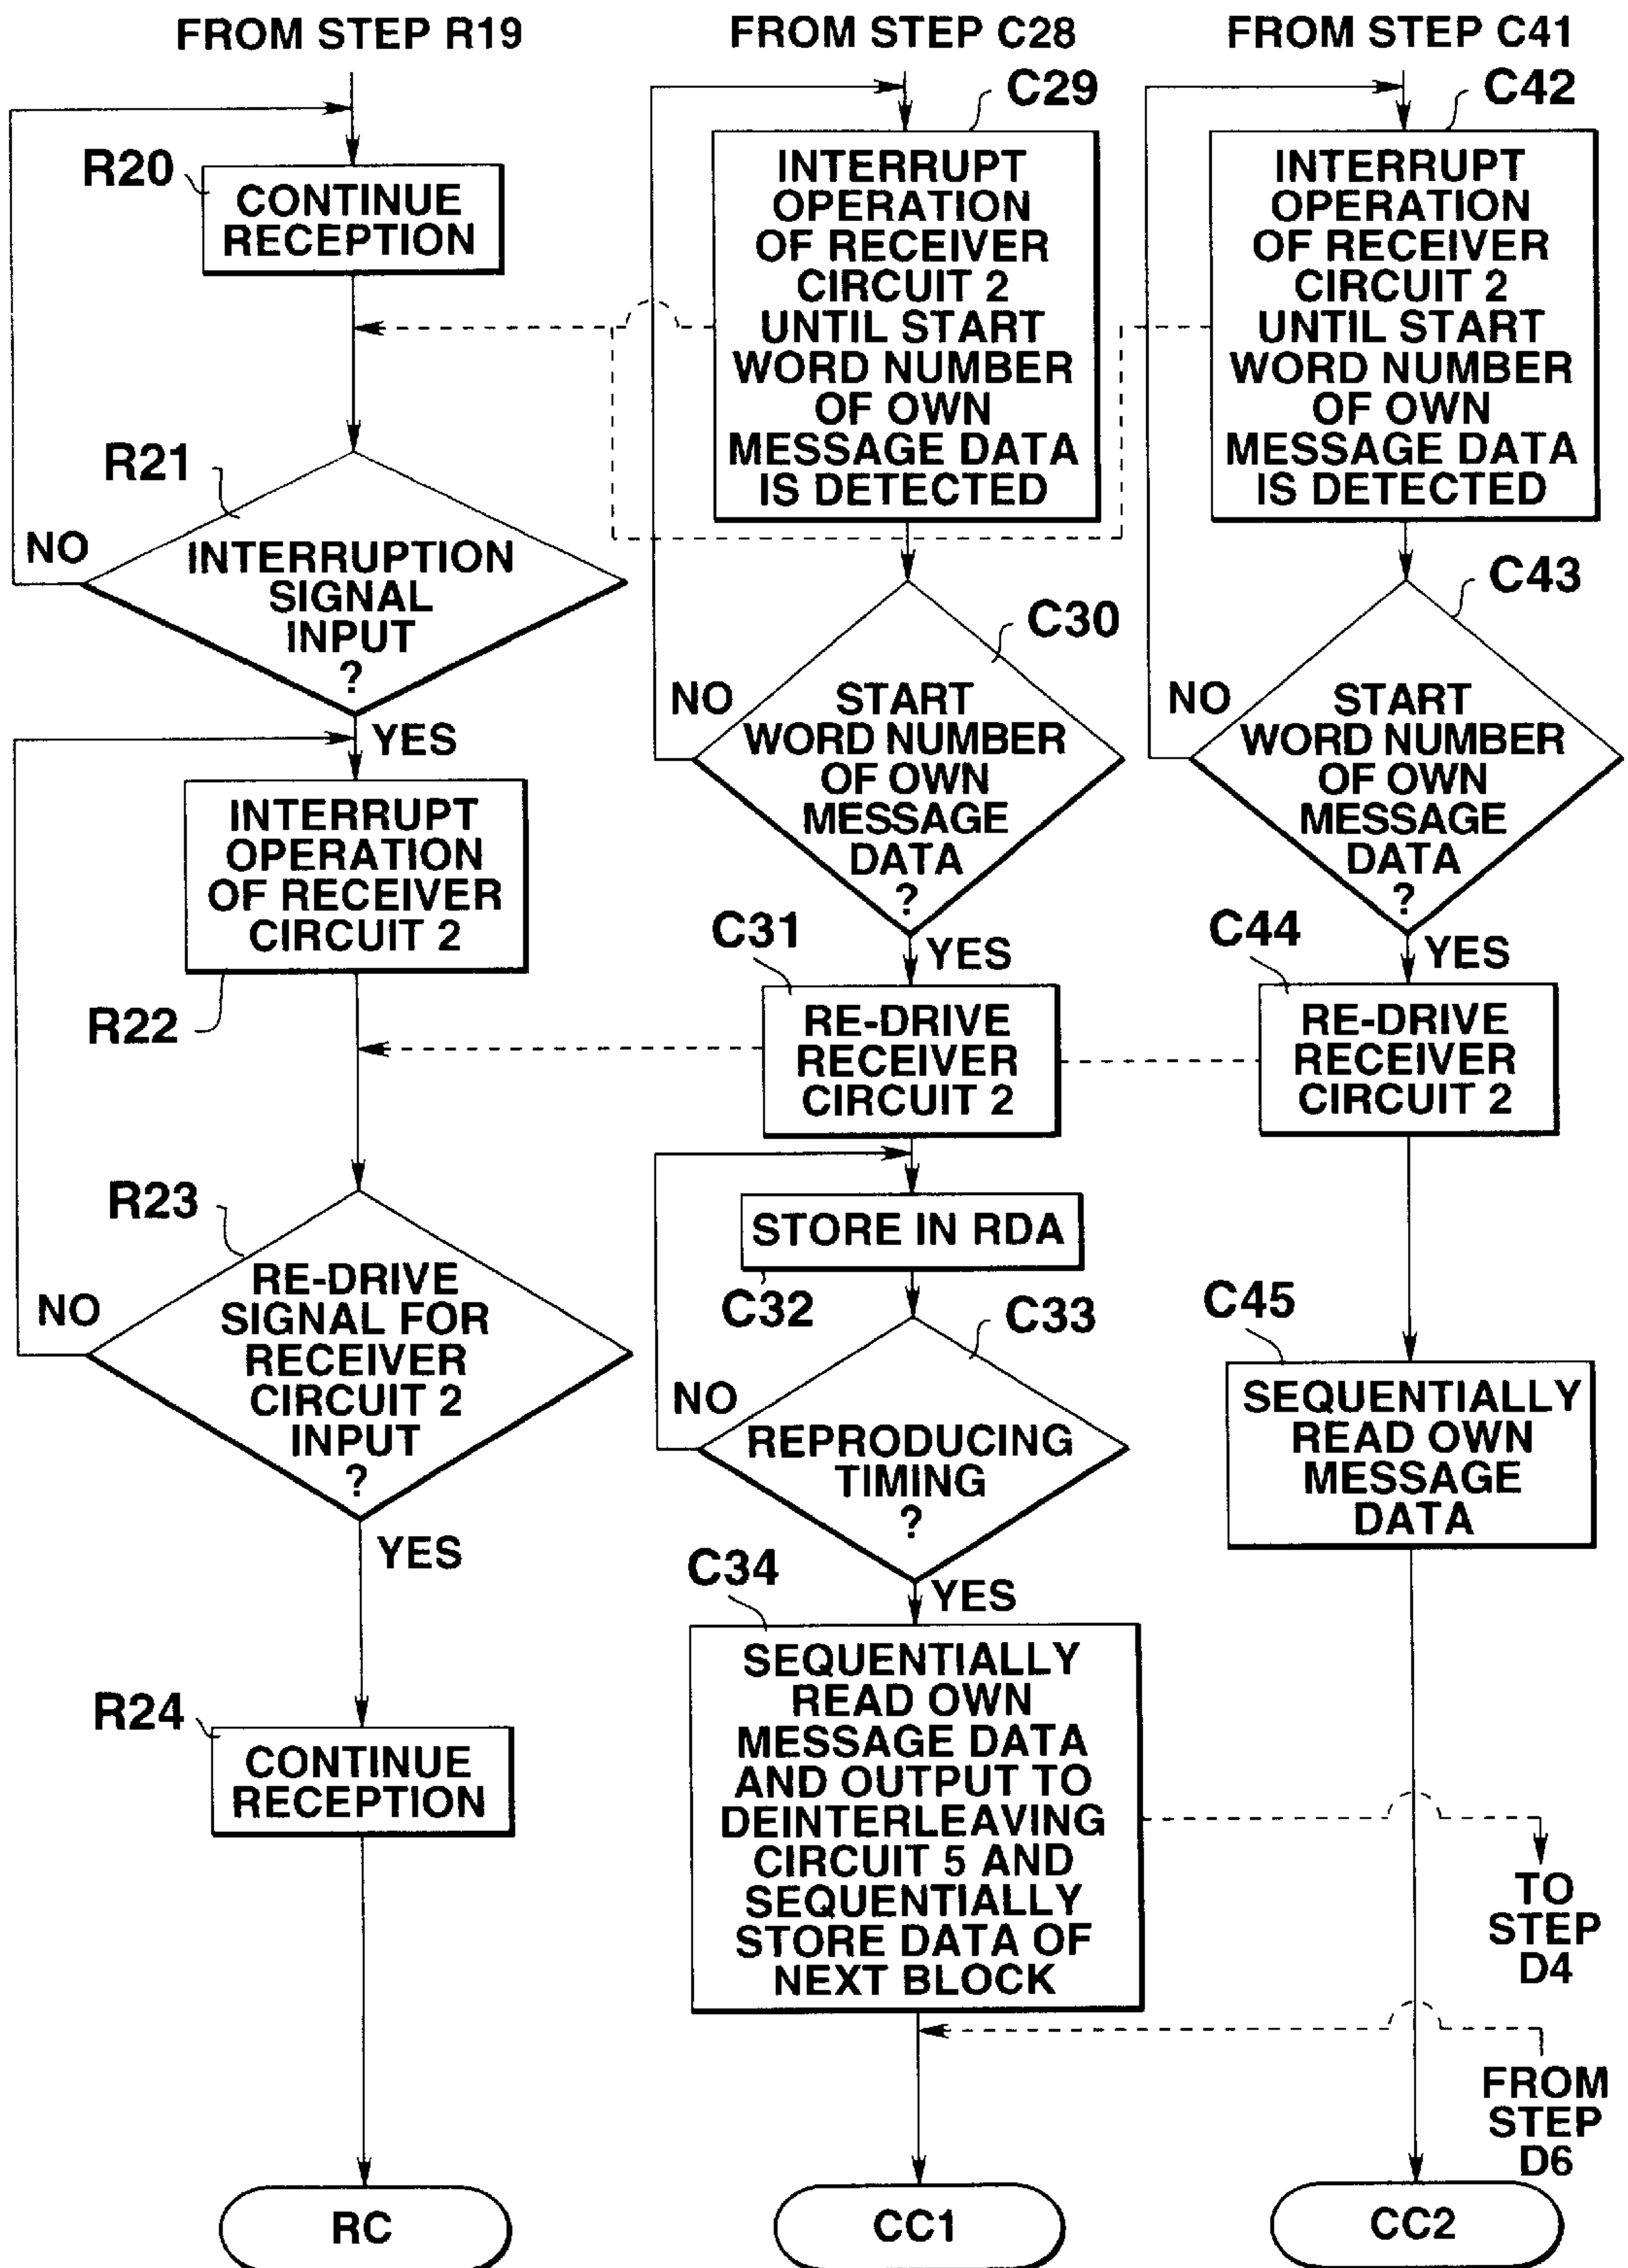 FROM STEP R19
R20
CONTINUE
RECEPTION
R21
NO
INTERRUPTION
SIGNAL
INPUT
?
YES
INTERRUPT
OPERATION
OF RECEIVER
CIRCUIT 2
R22
R23
NO
RE-DRIVE
SIGNAL FOR
RECEIVER
CIRCUIT 2
INPUT
?
YES
R24
CONTINUE
RECEPTION
RC
FROM STEP C28
C29
INTERRUPT
OPERATION
OF RECEIVER
CIRCUIT 2
UNTIL START
WORD NUMBER
OF OWN
MESSAGE DATA
IS DETECTED
C30
NO
START
WORD NUMBER
OF OWN
MESSAGE
DATA
?
C31
YES
RE-DRIVE
RECEIVER
CIRCUIT 2
STORE IN RDA
C32
C33
NO
REPRODUCING
TIMING
?
C34
YES
SEQUENTIALLY
READ OWN
MESSAGE DATA
AND OUTPUT TO
DEINTERLEAVING
CIRCUIT 5 AND
SEQUENTIALLY
STORE DATA OF
NEXT BLOCK
CC1
FROM STEP C41
C42
INTERRUPT
OPERATION
OF RECEIVER
CIRCUIT 2
UNTIL START
WORD NUMBER
OF OWN
MESSAGE DATA
IS DETECTED
C43
NO
START
WORD NUMBER
OF OWN
MESSAGE
DATA
?
C44
YES
RE-DRIVE
RECEIVER
CIRCUIT 2
C45
SEQUENTIALLY
READ OWN
MESSAGE
DATA
TO
STEP
D4
FROM
STEP
D6
CC2